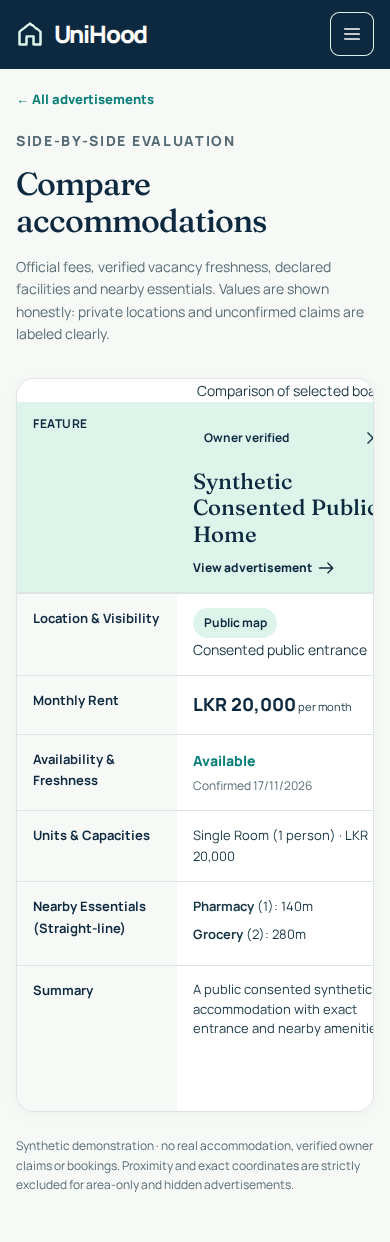 UniHood
← All advertisements
SIDE-BY-SIDE EVALUATION
Compare
accommodations
Official fees, verified vacancy freshness, declared
facilities and nearby essentials. Values are shown
honestly: private locations and unconfirmed claims are
labeled clearly.
Comparison of selected
FEATURE
Owner verified
Synthetic
Consented Public
Home
View advertisement →
Location & Visibility
Public map
Consented public entrance
Monthly Rent
LKR 20,000 per month
Availability &
Freshness
Available
Confirmed 17/11/2026
Units & Capacities
Single Room (1 person) · LKR
20,000
Nearby Essentials
(Straight-line)
Pharmacy (1): 140m
Grocery (2): 280m
Summary
A public consented synthetic
accommodation with exact
entrance and nearby
Synthetic demonstration · no real accommodation, verified owner
claims or bookings. Proximity and exact coordinates are strictly
excluded for area-only and hidden advertisements.